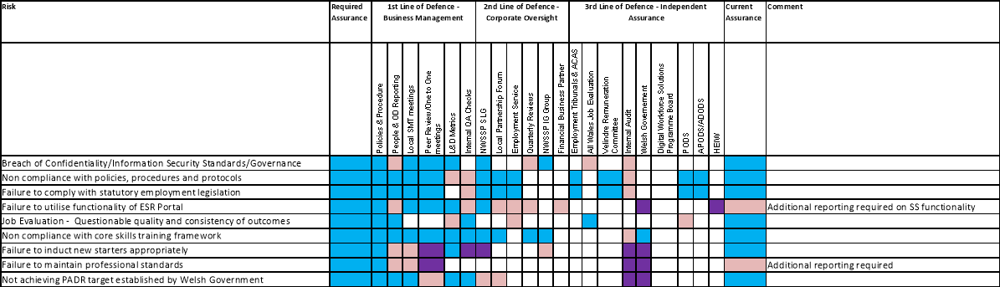 Risk
Required
Assurance
1st Line of Defence -
Business Management
2nd Line of Defence -
Corporate Oversight
3rd Line of Defence - Independent
Assurance
Current
Assurance
Comment
Policies & Procedure
People & OD Reporting
Local SMT meetings
Peer Review/One to One
meetings
L&D Metrics
Internal QA Checks
NWSSP SLG
Local Partnership Forum
Employment Service
Quarterly Reviews
NWSSP IG Group
Financial Business Partner
Employment Tribunals & ACAS
All Wales Job Evaluation
Velindre Remuneration
Committee
Internal Audit
Welsh Governement
Digital Workforce Solutions
Programme Board
PODS
APODS/ADODS
HEIW
Breach of Confidentiality/Information Security Standards/Governance
Non compliance with policies, procedures and protocols
Failure to comply with statutory employment legislation
Failure to utilise functionality of ESR Portal
Additional reporting required on SS functionality
Job Evaluation - Questionable quality and consistency of outcomes
Non compliance with core skills training framework
Failure to induct new starters appropriately
Failure to maintain professional standards
Additional reporting required
Not achieving PADR target established by Welsh Government